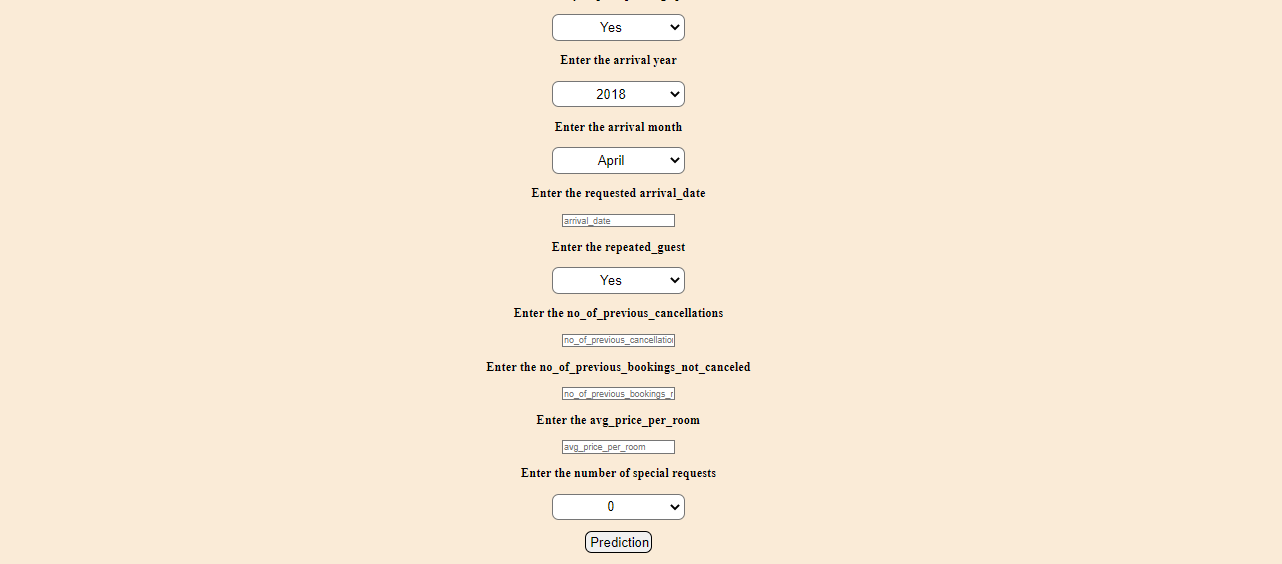 Yes
Enter the arrival year
2018
Enter the arrival month
April
Enter the requested arrival_date
arrival_date
Enter the repeated_guest
Yes
Enter the no_of_previous_cancellations
no_of_previous_cancellation
Enter the no_of_previous_bookings_not_canceled
no_of_previous_bookings_r
Enter the avg_price_per_room
avg_price_per_room
Enter the number of special requests
0
Prediction